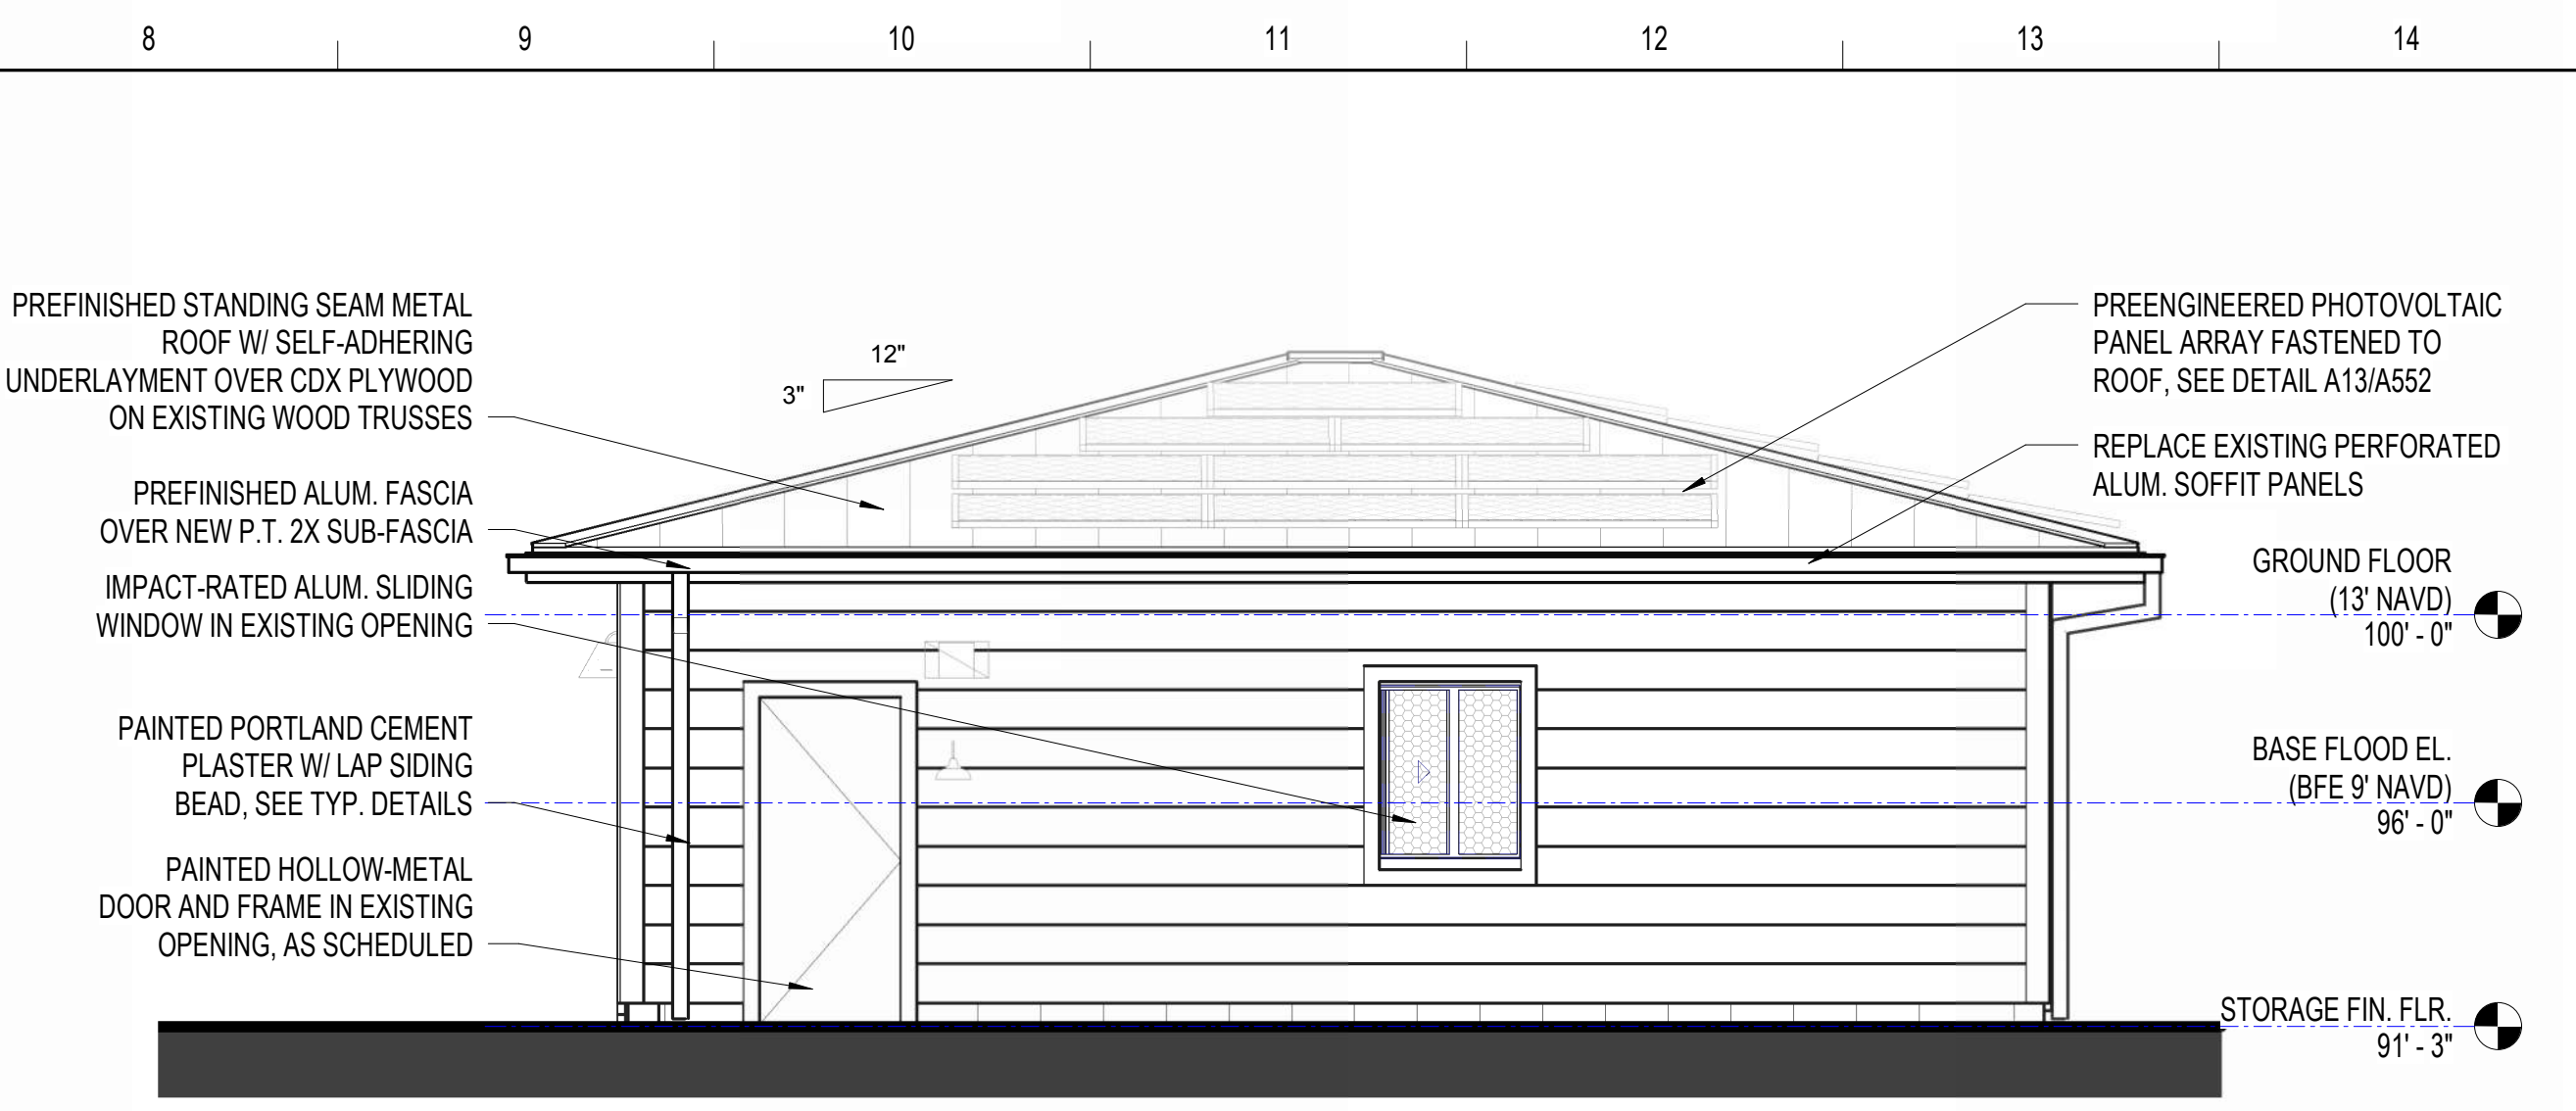 8 9 10 11 12 13 14
PREFINISHED STANDING SEAM METAL
ROOF W/ SELF-ADHERING
UNDERLAYMENT OVER CDX PLYWOOD
ON EXISTING WOOD TRUSSES
PREFINISHED ALUM. FASCIA
OVER NEW P.T. 2X SUB-FASCIA
IMPACT-RATED ALUM. SLIDING
WINDOW IN EXISTING OPENING
PAINTED PORTLAND CEMENT
PLASTER W/ LAP SIDING
BEAD, SEE TYP. DETAILS
PAINTED HOLLOW-METAL
DOOR AND FRAME IN EXISTING
OPENING, AS SCHEDULED
12"
3"
PREENGINEERED PHOTOVOLTAIC
PANEL ARRAY FASTENED TO
ROOF, SEE DETAIL A13/A552
REPLACE EXISTING PERFORATED
ALUM. SOFFIT PANELS
GROUND FLOOR
(13' NAVD)
100' - 0"
BASE FLOOD EL.
(BFE 9' NAVD)
96' - 0"
STORAGE FIN. FLR.
91' - 3"